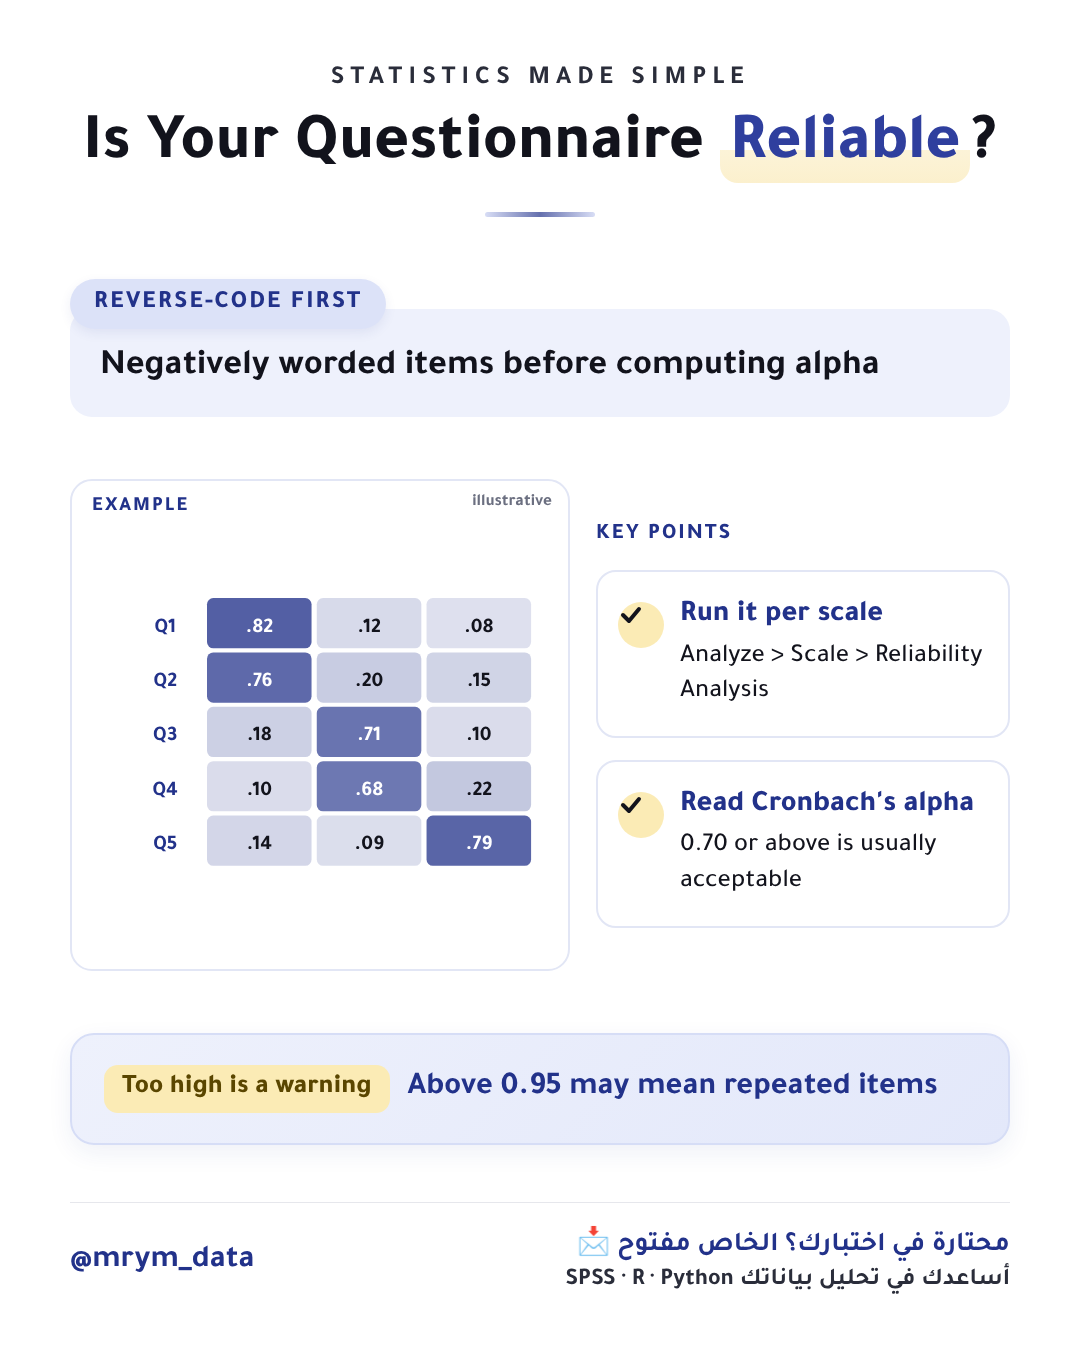 STATISTICS MADE SIMPLE
Is Your Questionnaire Reliable?
REVERSE-CODE FIRST
Negatively worded items before computing alpha
EXAMPLE
illustrative
Q1 .82 .12 .08
Q2 .76 .20 .15
Q3 .18 .71 .10
Q4 .10 .68 .22
Q5 .14 .09 .79
KEY POINTS
Run it per scale
Analyze > Scale > Reliability
Analysis
Read Cronbach's alpha
0.70 or above is usually
acceptable
Too high is a warning
Above 0.95 may mean repeated items
@mrym_data
محتارة في اختبارك؟ الخاص مفتوح 📩
أساعدك في تحليل بياناتك SPSS · R · Python